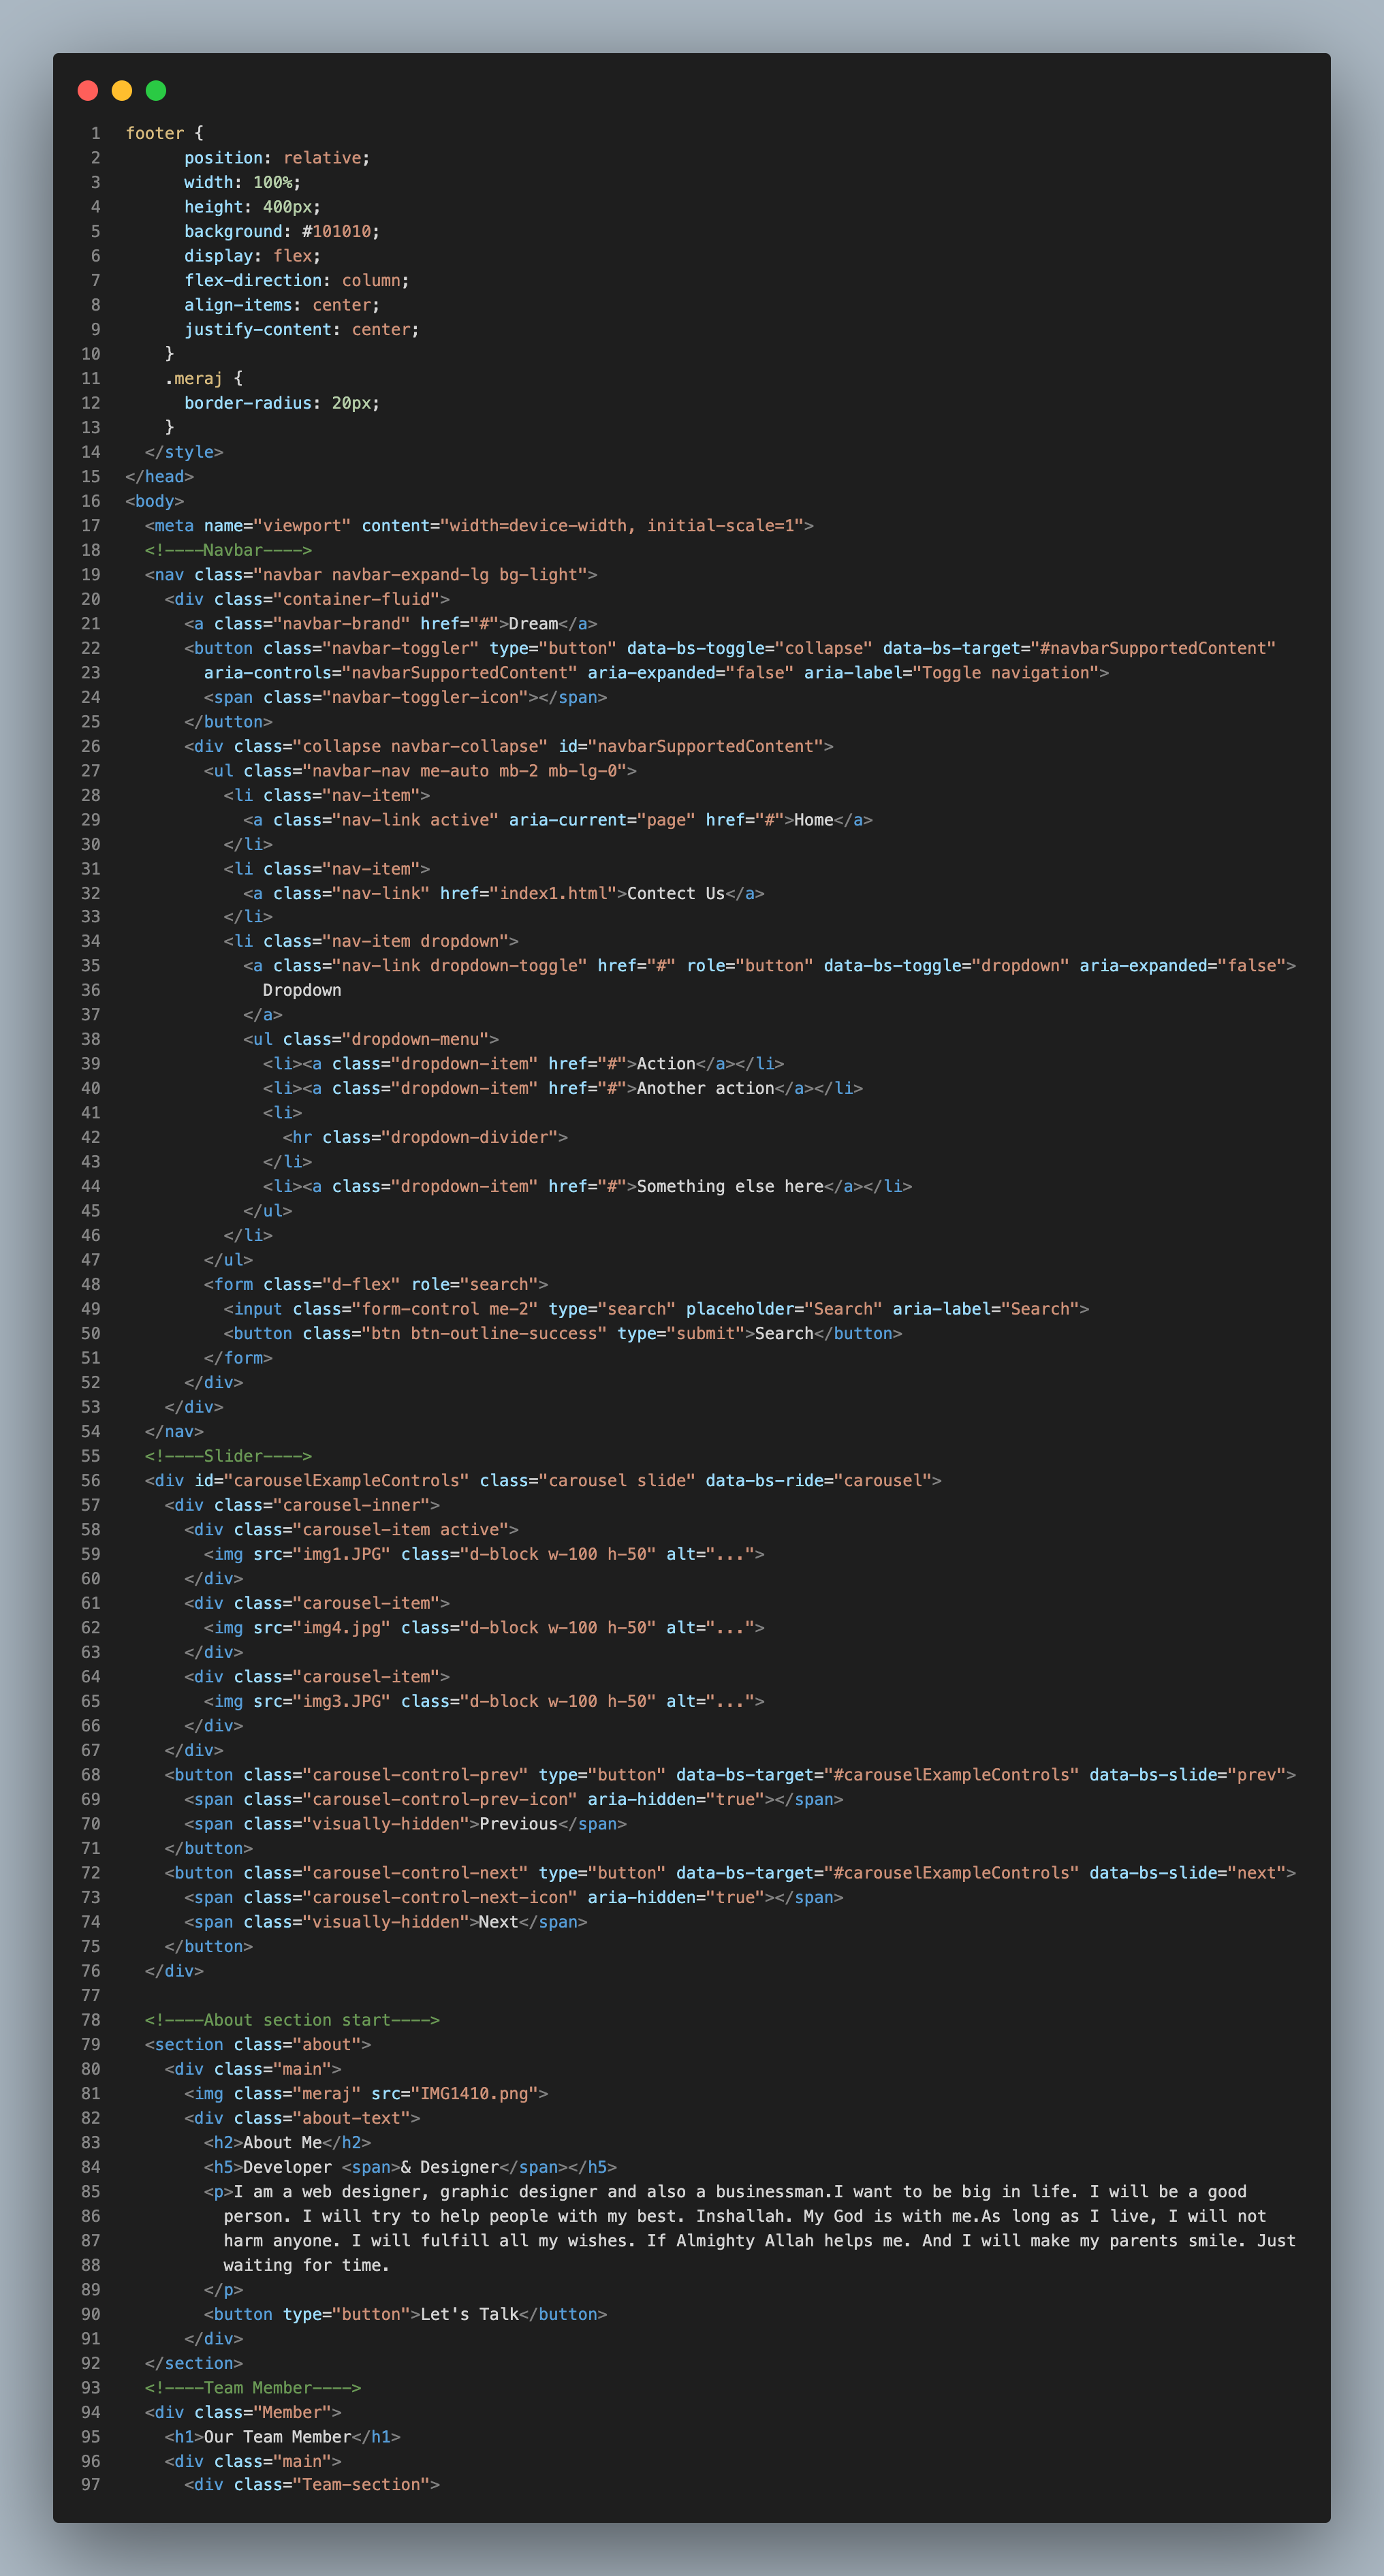 1 footer {
2 position: relative;
3 width: 100%;
4 height: 400px;
5 background: #101010;
6 display: flex;
7 flex-direction: column;
8 align-items: center;
9 justify-content: center;
10 }
11 .meraj {
12 border-radius: 20px;
13 }
14 </style>
15 </head>
16 <body>
17 <meta name="viewport" content="width=device-width, initial-scale=1">
18 <!----Navbar---->
19 <nav class="navbar navbar-expand-lg bg-light">
20 <div class="container-fluid">
21 <a class="navbar-brand" href="#">Dream</a>
22 <button class="navbar-toggler" type="button" data-bs-toggle="collapse" data-bs-target="#navbarSupportedContent"
23 aria-controls="navbarSupportedContent" aria-expanded="false" aria-label="Toggle navigation">
24 <span class="navbar-toggler-icon"></span>
25 </button>
26 <div class="collapse navbar-collapse" id="navbarSupportedContent">
27 <ul class="navbar-nav me-auto mb-2 mb-lg-0">
28 <li class="nav-item">
29 <a class="nav-link active" aria-current="page" href="#">Home</a>
30 </li>
31 <li class="nav-item">
32 <a class="nav-link" href="index1.html">Contect Us</a>
33 </li>
34 <li class="nav-item dropdown">
35 <a class="nav-link dropdown-toggle" href="#" role="button" data-bs-toggle="dropdown" aria-expanded="false">
36 Dropdown
37 </a>
38 <ul class="dropdown-menu">
39 <li><a class="dropdown-item" href="#">Action</a></li>
40 <li><a class="dropdown-item" href="#">Another action</a></li>
41 <li>
42 <hr class="dropdown-divider">
43 </li>
44 <li><a class="dropdown-item" href="#">Something else here</a></li>
45 </ul>
46 </li>
47 </ul>
48 <form class="d-flex" role="search">
49 <input class="form-control me-2" type="search" placeholder="Search" aria-label="Search">
50 <button class="btn btn-outline-success" type="submit">Search</button>
51 </form>
52 </div>
53 </div>
54 </nav>
55 <!----Slider---->
56 <div id="carouselExampleControls" class="carousel slide" data-bs-ride="carousel">
57 <div class="carousel-inner">
58 <div class="carousel-item active">
59 <img src="img1.JPG" class="d-block w-100 h-50" alt="...">
60 </div>
61 <div class="carousel-item">
62 <img src="img4.jpg" class="d-block w-100 h-50" alt="...">
63 </div>
64 <div class="carousel-item">
65 <img src="img3.JPG" class="d-block w-100 h-50" alt="...">
66 </div>
67 </div>
68 <button class="carousel-control-prev" type="button" data-bs-target="#carouselExampleControls" data-bs-slide="prev">
69 <span class="carousel-control-prev-icon" aria-hidden="true"></span>
70 <span class="visually-hidden">Previous</span>
71 </button>
72 <button class="carousel-control-next" type="button" data-bs-target="#carouselExampleControls" data-bs-slide="next">
73 <span class="carousel-control-next-icon" aria-hidden="true"></span>
74 <span class="visually-hidden">Next</span>
75 </button>
76 </div>
77
78 <!----About section start---->
79 <section class="about">
80 <div class="main">
81 <img class="meraj" src="IMG1410.png">
82 <div class="about-text">
83 <h2>About Me</h2>
84 <h5>Developer <span>& Designer</span></h5>
85 <p>I am a web designer, graphic designer and also a businessman.I want to be big in life. I will be a good
86 person. I will try to help people with my best. Inshallah. My God is with me.As long as I live, I will not
87 harm anyone. I will fulfill all my wishes. If Almighty Allah helps me. And I will make my parents smile. Just
88 waiting for time.
89 </p>
90 <button type="button">Let's Talk</button>
91 </div>
92 </section>
93 <!----Team Member---->
94 <div class="Member">
95 <h1>Our Team Member</h1>
96 <div class="main">
97 <div class="Team-section">